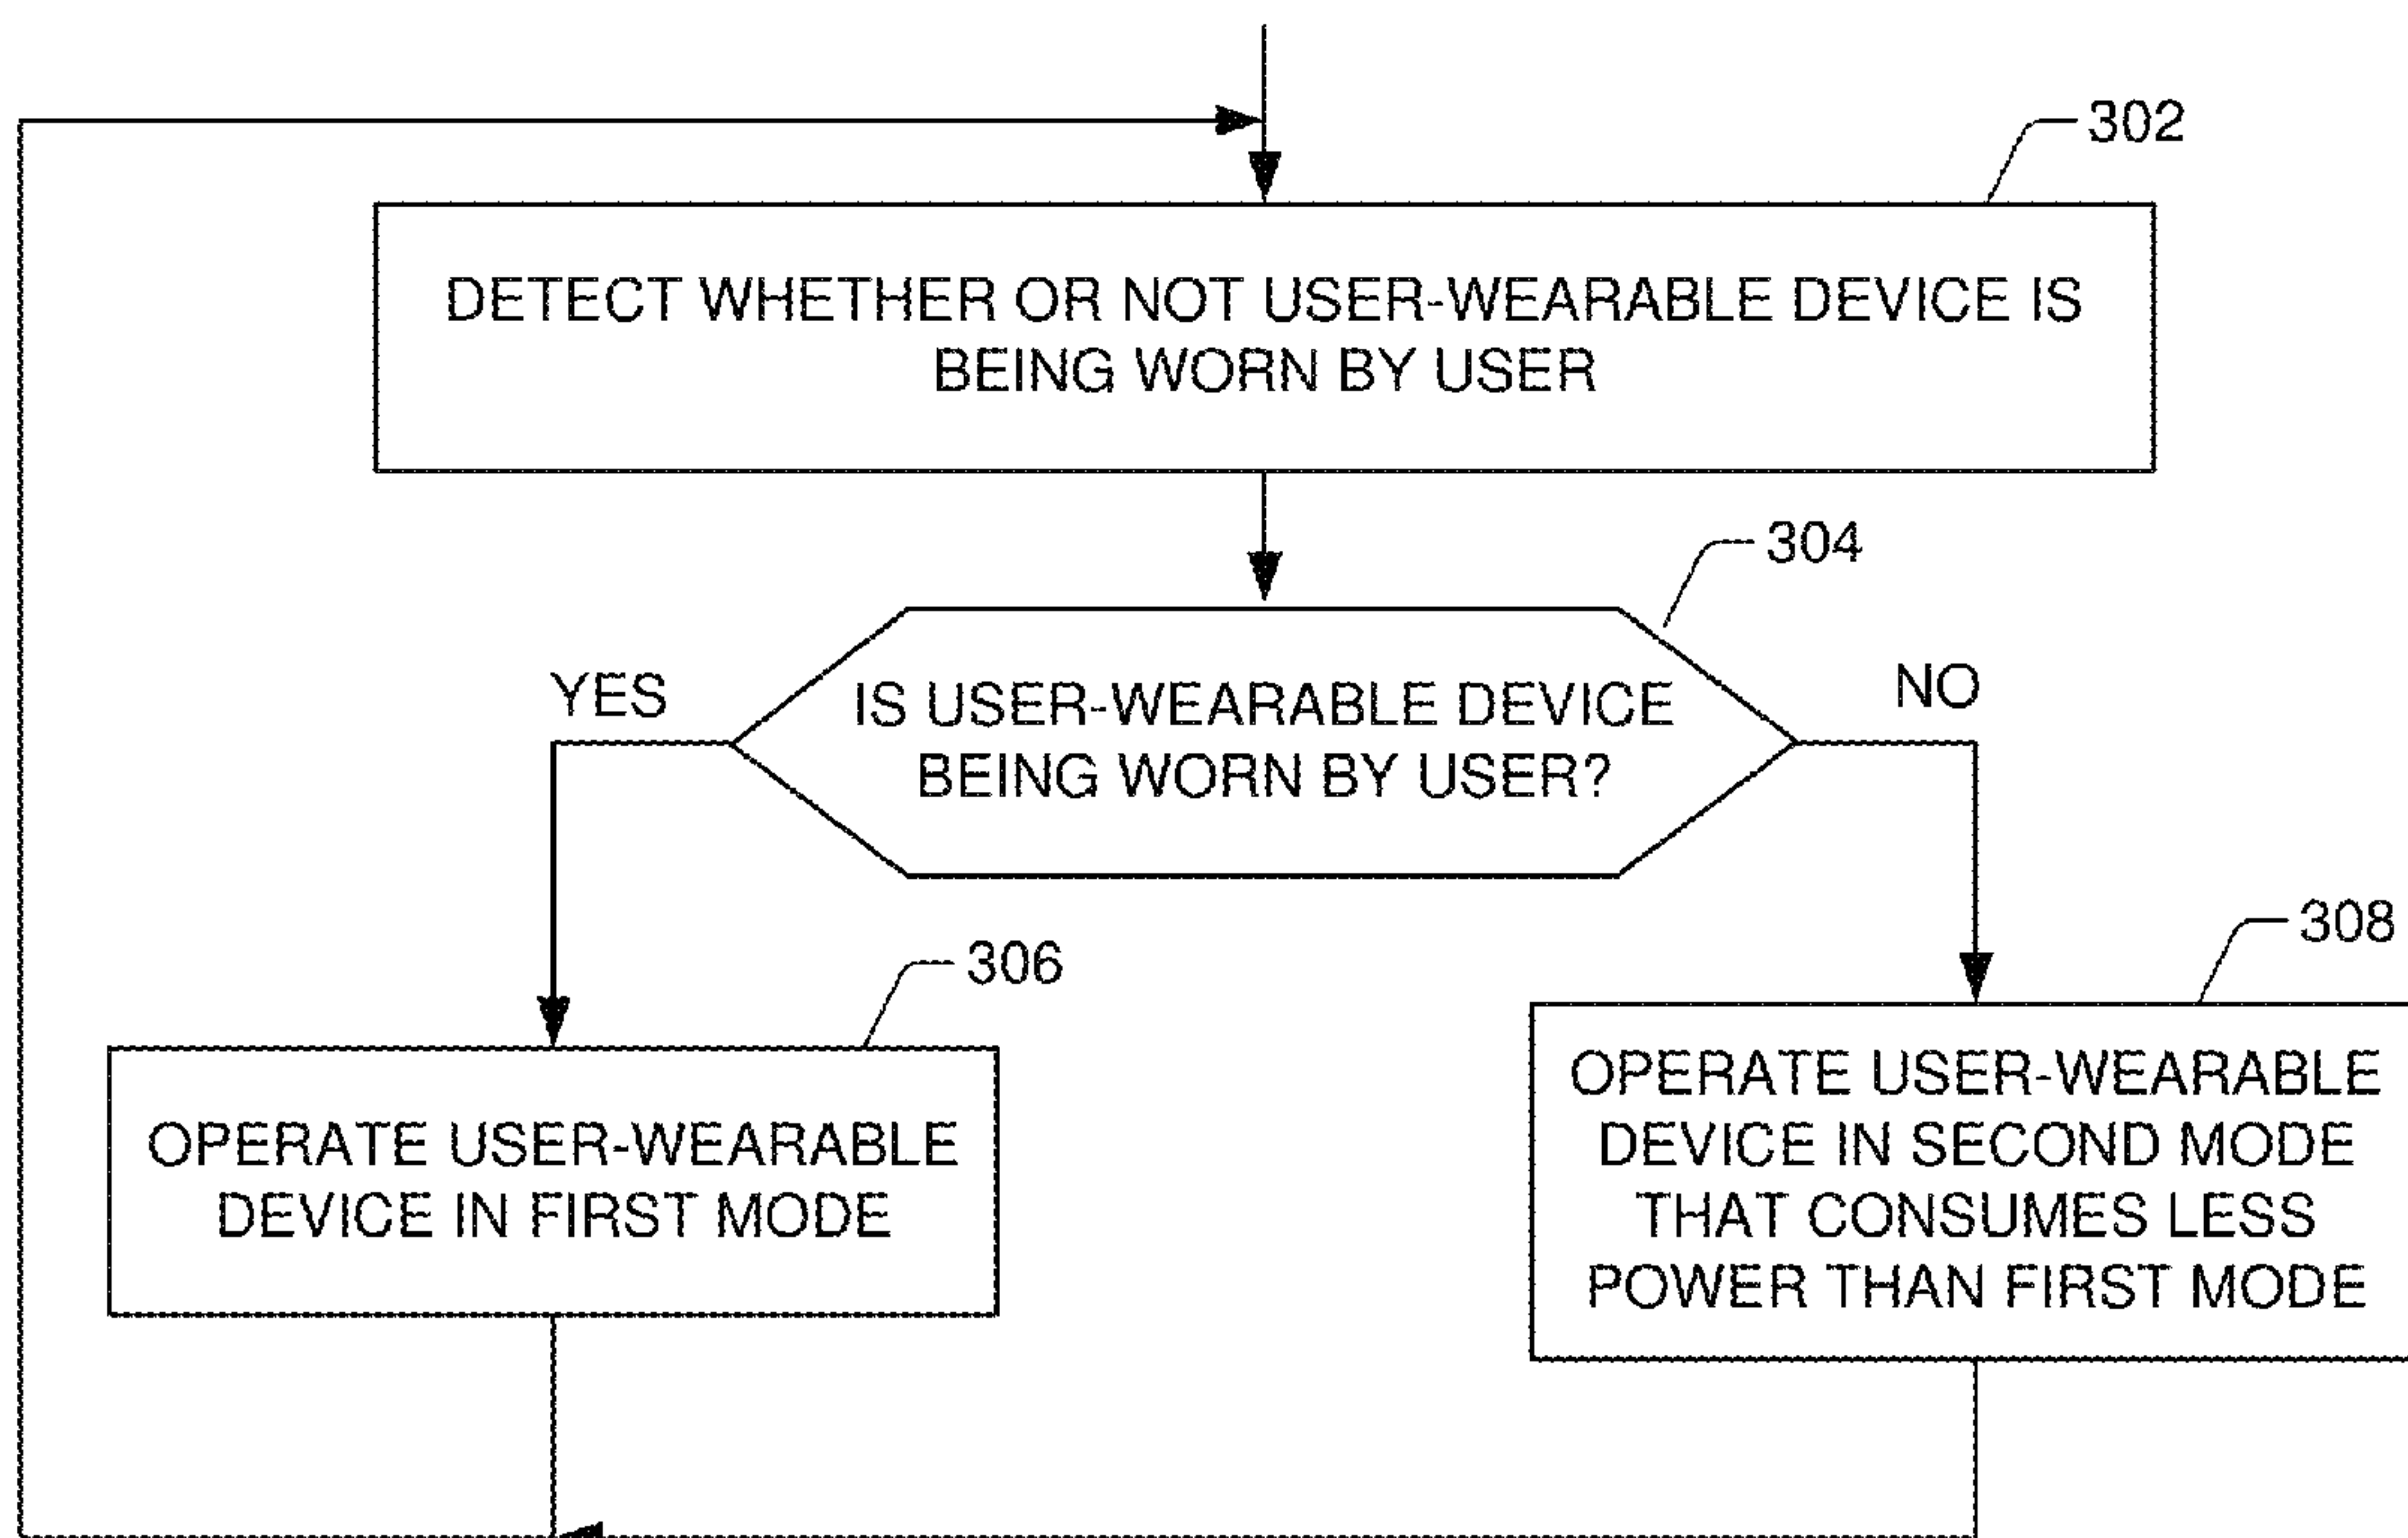 302
DETECT WHETHER OR NOT USER-WEARABLE DEVICE IS
BEING WORN BY USER
304
YES
IS USER-WEARABLE DEVICE
BEING WORN BY USER?
NO
306
OPERATE USER-WEARABLE
DEVICE IN FIRST MODE
308
OPERATE USER-WEARABLE
DEVICE IN SECOND MODE
THAT CONSUMES LESS
POWER THAN FIRST MODE